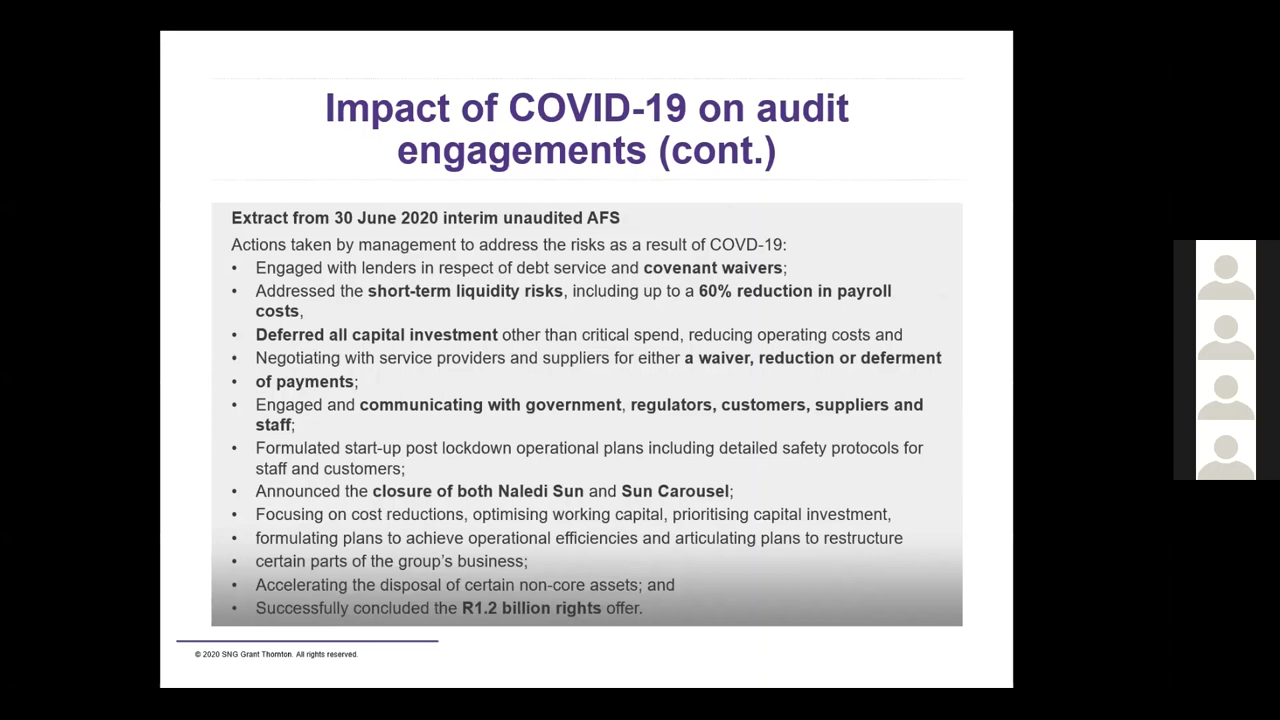 Impact of COVID-19 on audit
engagements (cont.)
Extract from 30 June 2020 interim unaudited AFS
Actions taken by management to address the risks as a result of COVD-19:
• Engaged with lenders in respect of debt service and covenant waivers;
• Addressed the short-term liquidity risks, including up to a 60% reduction in payroll
costs,
• Deferred all capital investment other than critical spend, reducing operating costs and
• Negotiating with service providers and suppliers for either a waiver, reduction or deferment
• of payments;
• Engaged and communicating with government, regulators, customers, suppliers and
staff;
• Formulated start-up post lockdown operational plans including detailed safety protocols for
staff and customers;
• Announced the closure of both Naledi Sun and Sun Carousel;
• Focusing on cost reductions, optimising working capital, prioritising capital investment,
• formulating plans to achieve operational efficiencies and articulating plans to restructure
• certain parts of the group's business;
• Accelerating the disposal of certain non-core assets; and
• Successfully concluded the R1.2 billion rights offer.
© 2020 SNG Grant Thornton. All rights reserved.